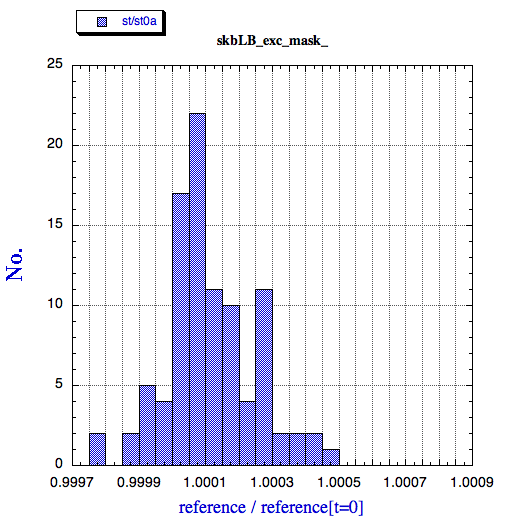 st/st0a
skbLB_exc_mask_
25
20
15
10
5
0
No.
0.9997 0.9999 1.0001 1.0003 1.0005 1.0007 1.0009
reference / reference[t=0]